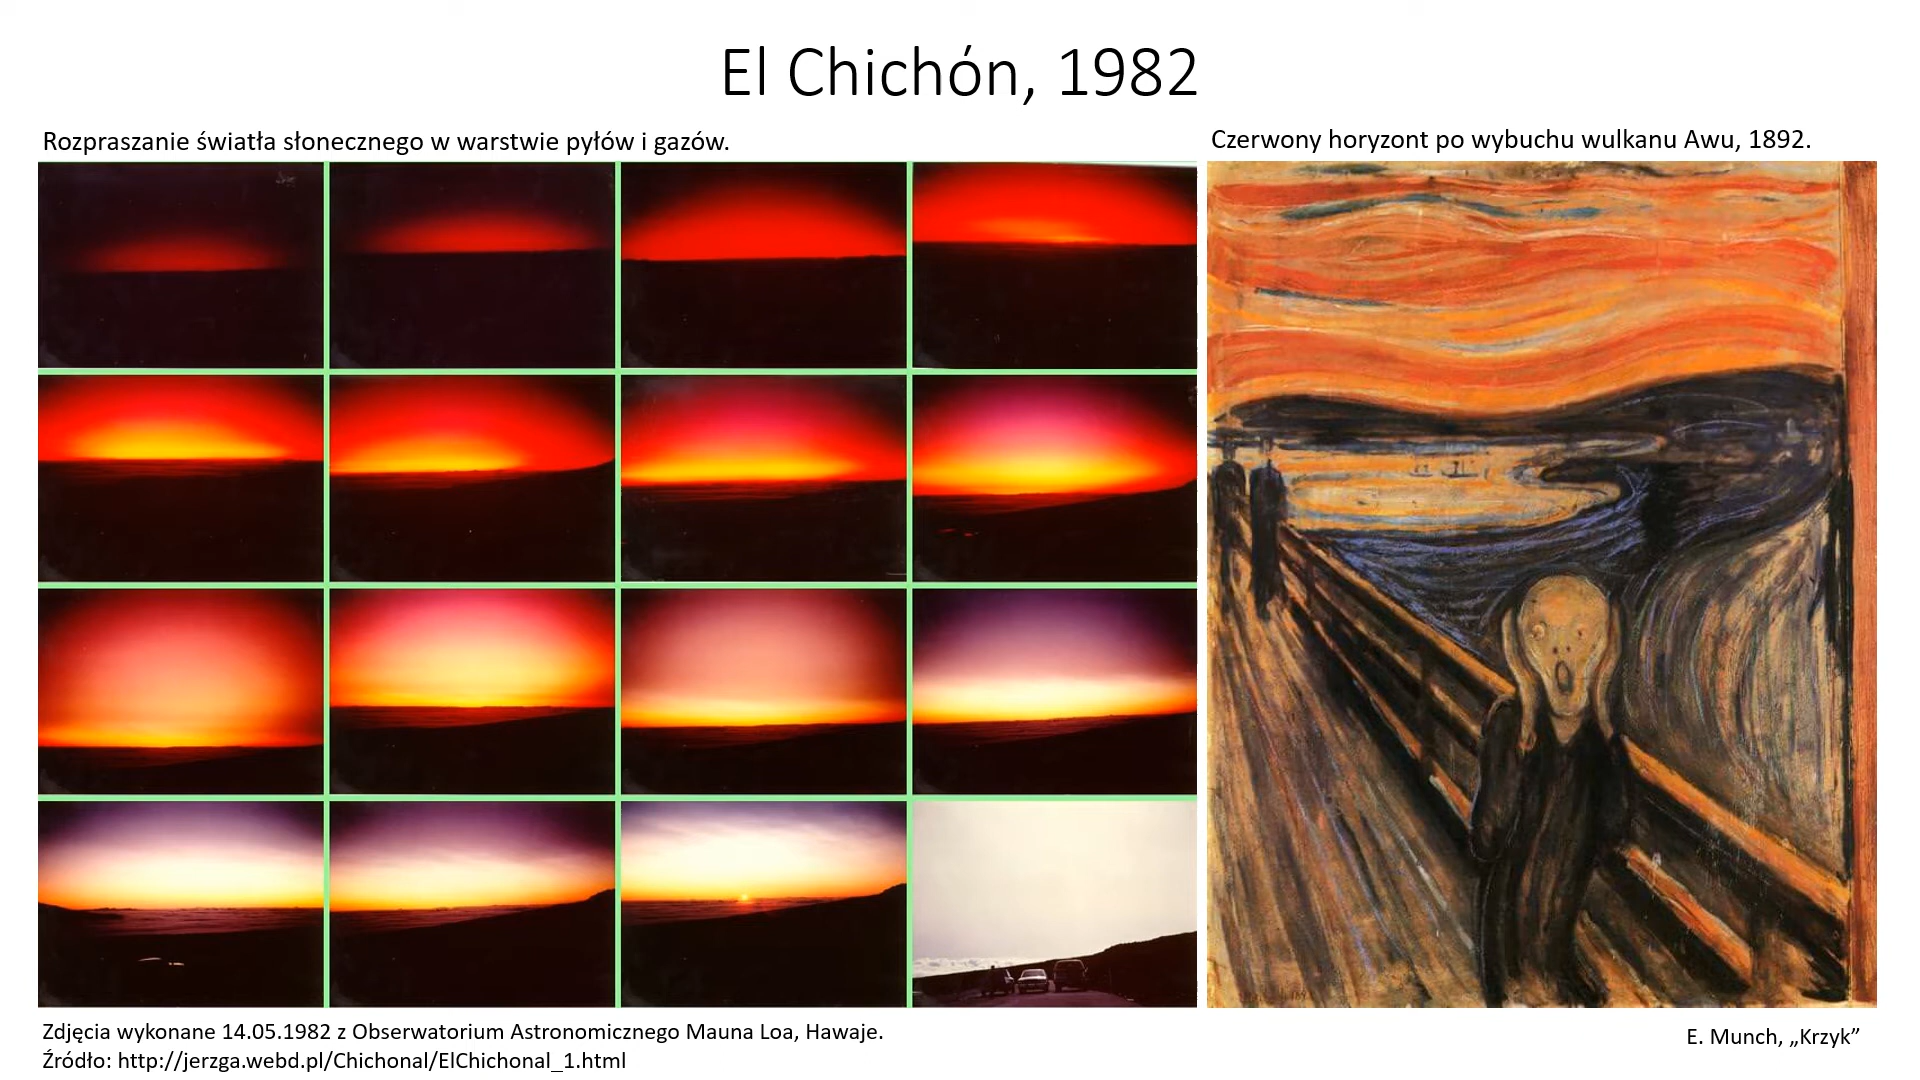 El Chichón, 1982
Rozpraszanie światła słonecznego w warstwie pyłów i gazów.
Czerwony horyzont po wybuchu wulkanu Awu, 1892.
Zdjęcia wykonane 14.05.1982 z Obserwatorium Astronomicznego Mauna Loa, Hawaje.
Źródło: http://jerzga.webd.pl/Chichonal/ElChichonal_1.html
E. Munch, „Krzyk”